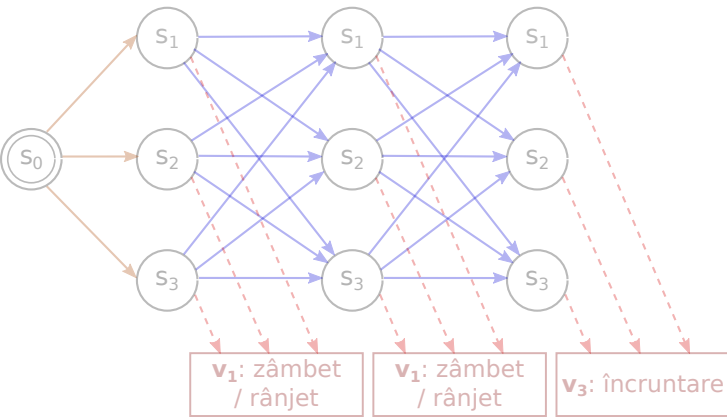 S₁ S₁ S₁
S₀ S₂ S₂ S₂
S₃ S₃ S₃
v₁: zâmbet
/ rânjet
v₁: zâmbet
/ rânjet
v₃: încruntare